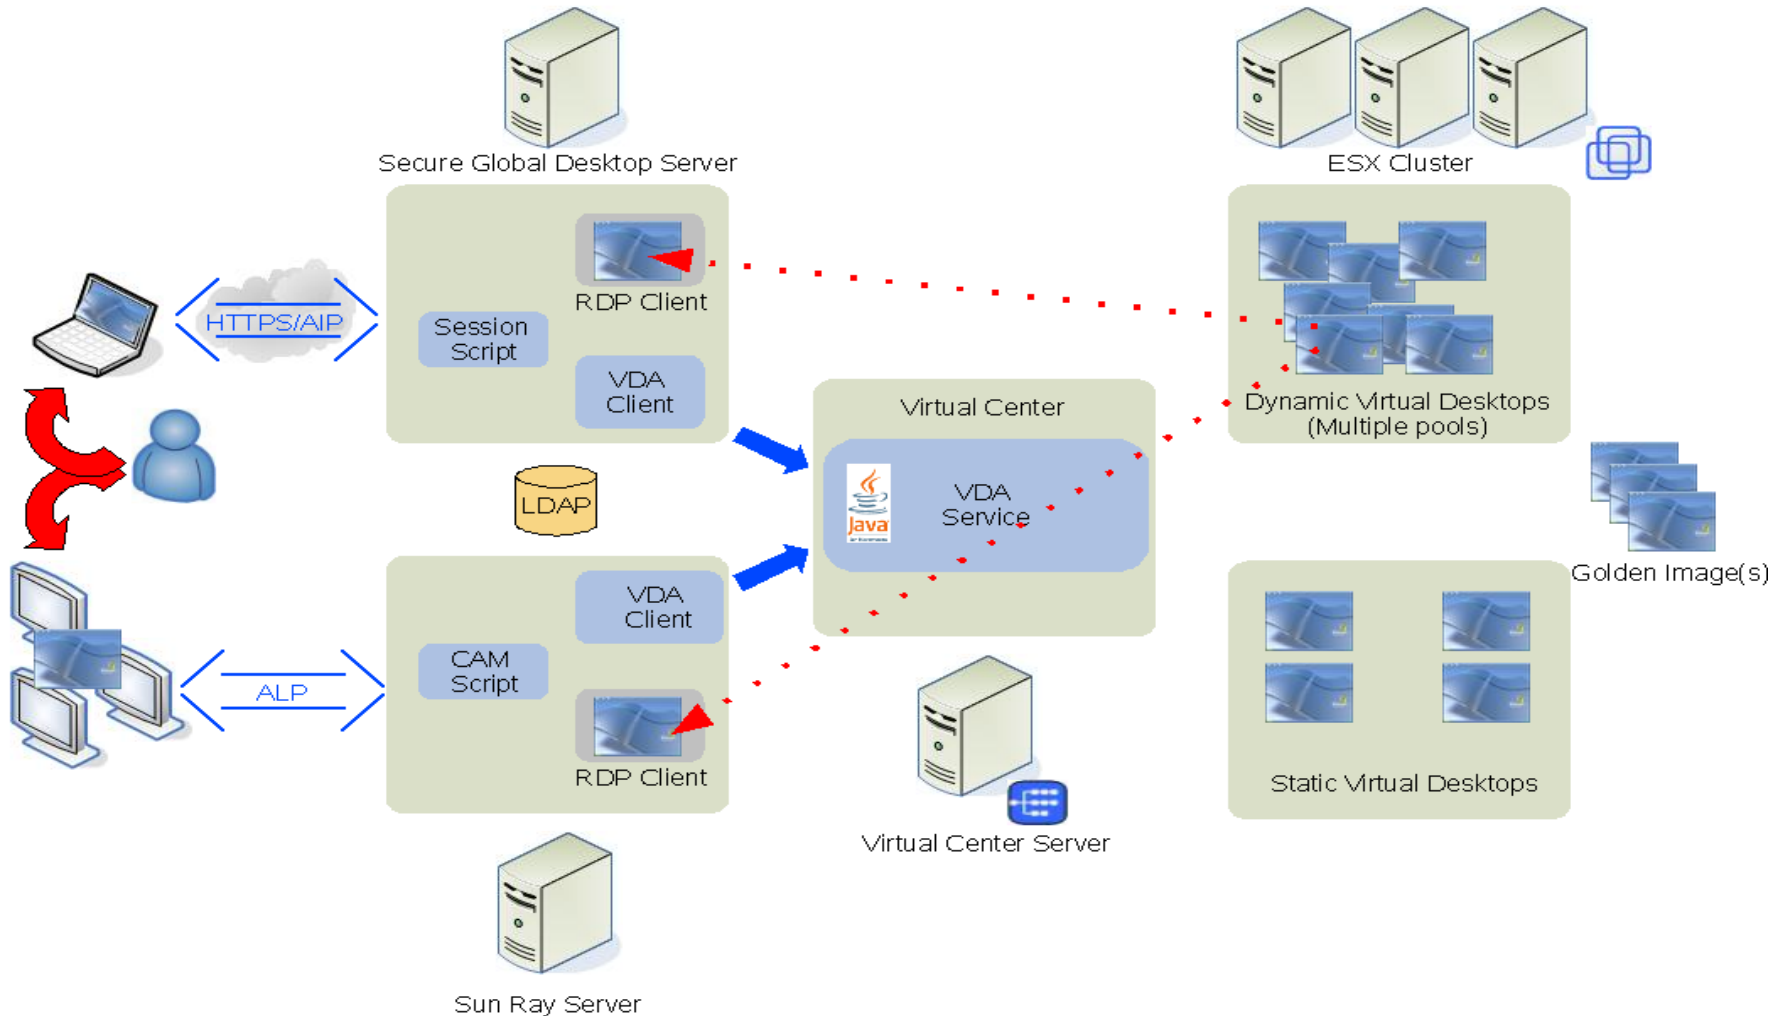 Secure Global Desktop Server
ESX Cluster
RDP Client
HTTPS/AIP
Session
Script
VDA
Client
Virtual Center
Dynamic Virtual Desktops
(Multiple pools)
LDAP
Java
VDA
Service
Golden Image(s)
VDA
Client
CAM
Script
ALP
RDP Client
Static Virtual Desktops
Virtual Center Server
Sun Ray Server